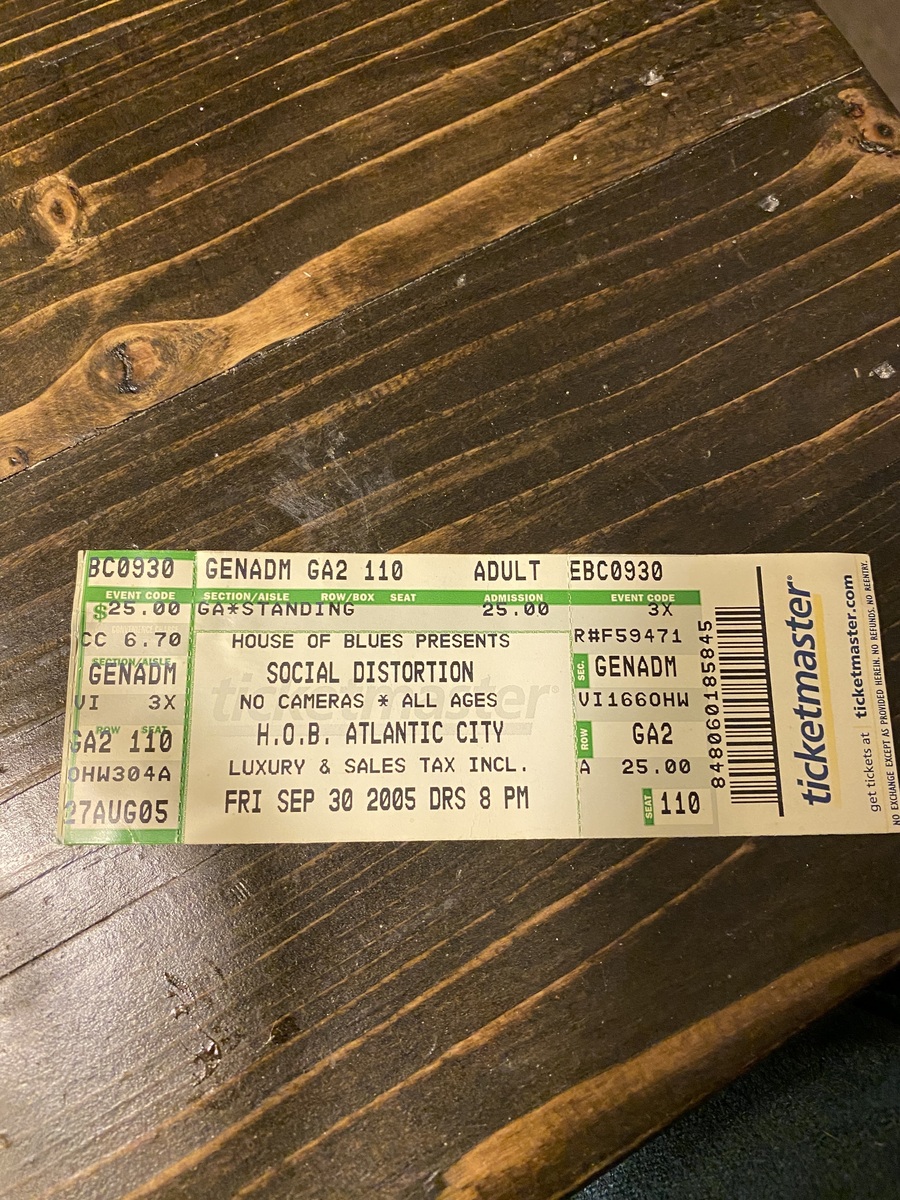 BC0930
EVENT CODE
$25.00
CC 6.70
SECTION/AISLE
GENADM
VI 3X
ROW SEAT
GA2 110
OHW304A
27AUG05
GENADM GA2 110 ADULT EBC0930
SECTION/AISLE ROW/BOX SEAT ADMISSION EVENT CODE
GA*STANDING 25.00 3X
HOUSE OF BLUES PRESENTS
SOCIAL DISTORTION
NO CAMERAS * ALL AGES
H.O.B. ATLANTIC CITY
LUXURY & SALES TAX INCL.
FRI SEP 30 2005 DRS 8 PM
ticketmaster®
R#F59471
SEC. GENADM
VI166OHW
ROW GA2
A 25.00
SEAT 110
848060185845
ticketmaster®
get tickets at ticketmaster.com
NO EXCHANGE EXCEPT AS PROVIDED HEREIN. NO REFUNDS. NO REENTRY.